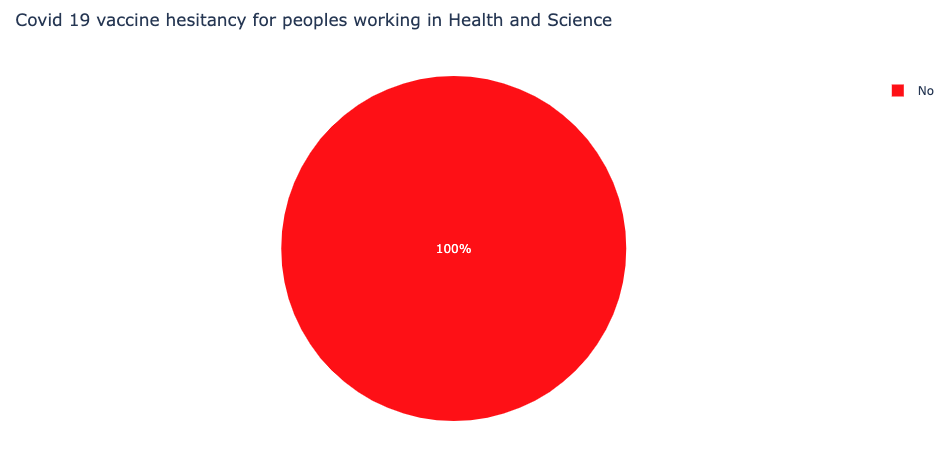 Covid 19 vaccine hesitancy for peoples working in Health and Science
No
100%